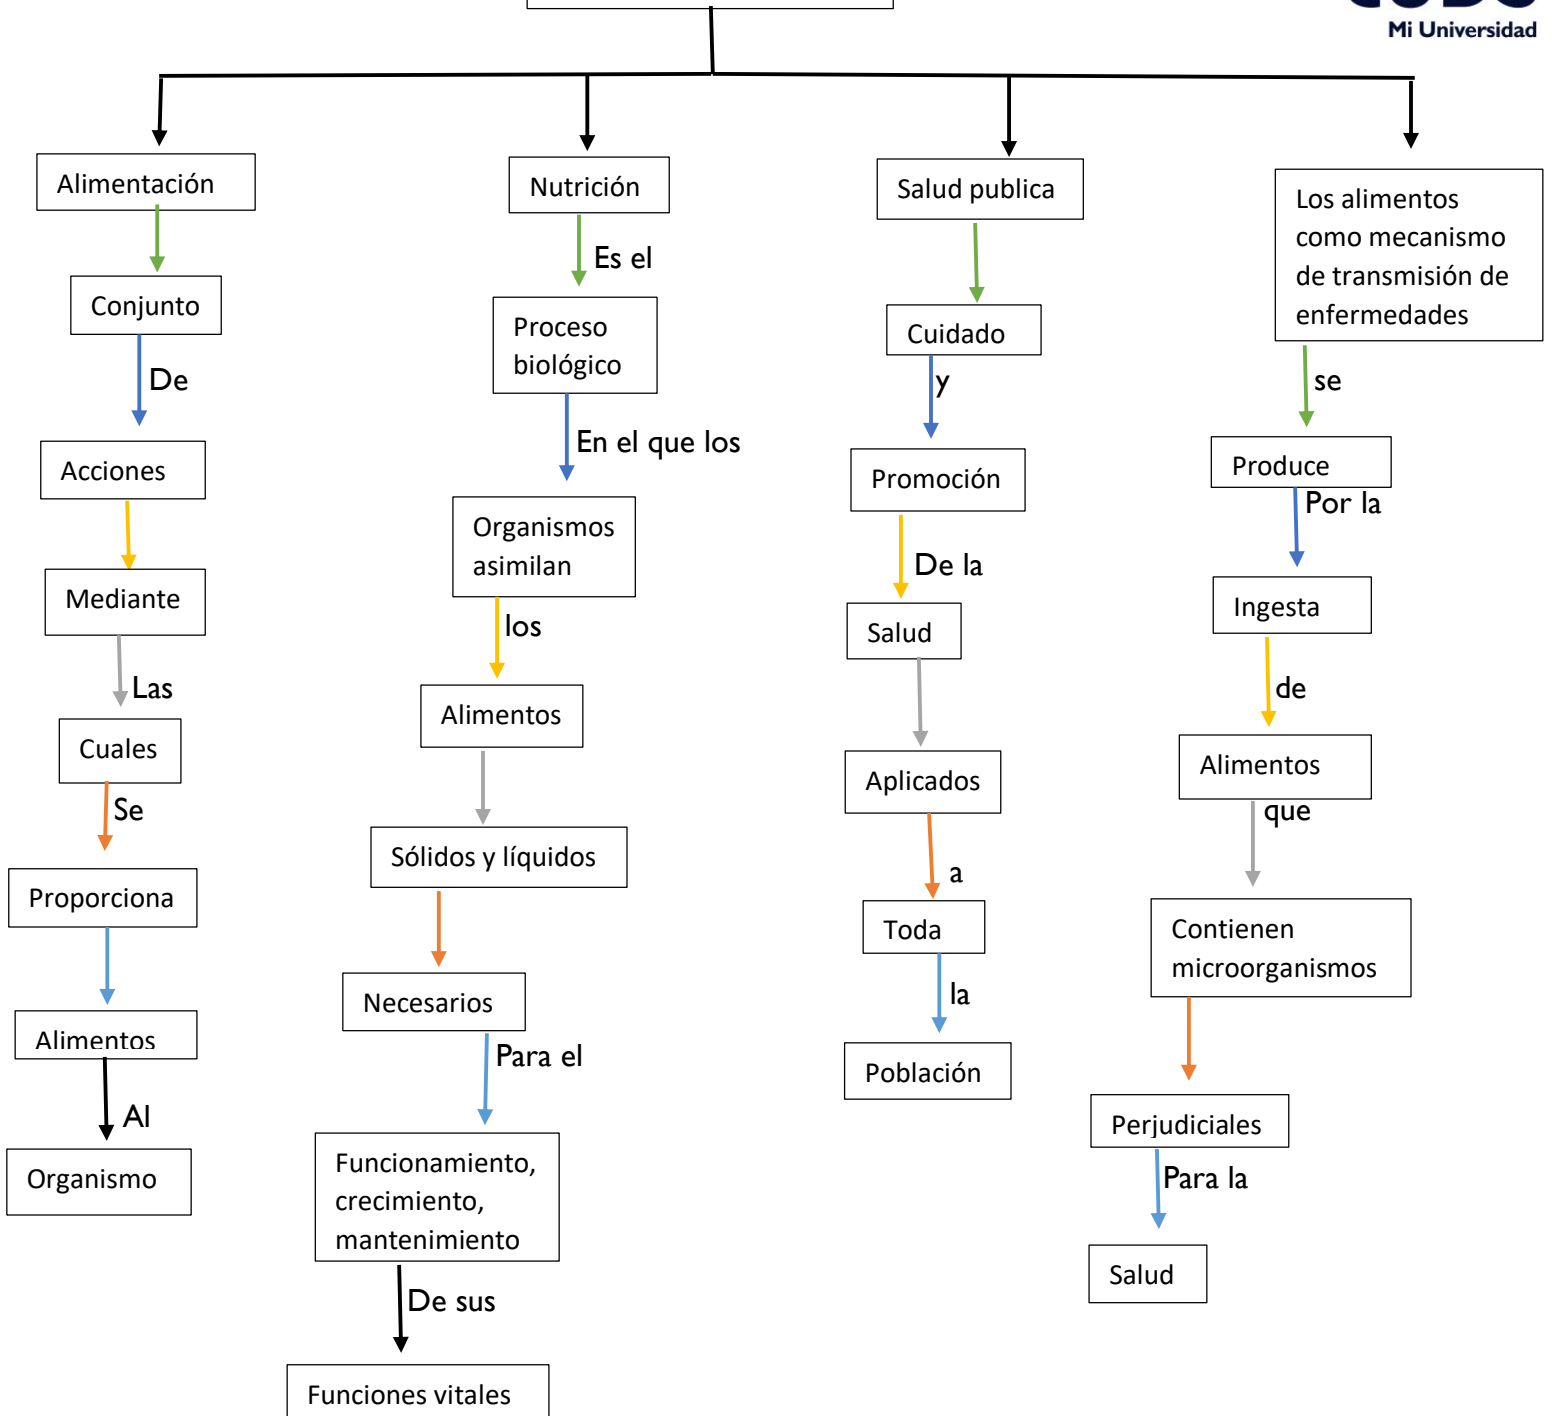 Mi Universidad
Alimentación
Conjunto
De
Acciones
Mediante
Las
Cuales
Se
Proporciona
Alimentos
Al
Organismo
Nutrición
Es el
Proceso
biológico
En el que los
Organismos
asimilan
los
Alimentos
Sólidos y líquidos
Necesarios
Para el
Funcionamiento,
crecimiento,
mantenimiento
De sus
Funciones vitales
Salud publica
Cuidado
y
Promoción
De la
Salud
Aplicados
a
Toda
la
Población
Los alimentos
como mecanismo
de transmisión de
enfermedades
se
Produce
Por la
Ingesta
de
Alimentos
que
Contienen
microorganismos
Perjudiciales
Para la
Salud